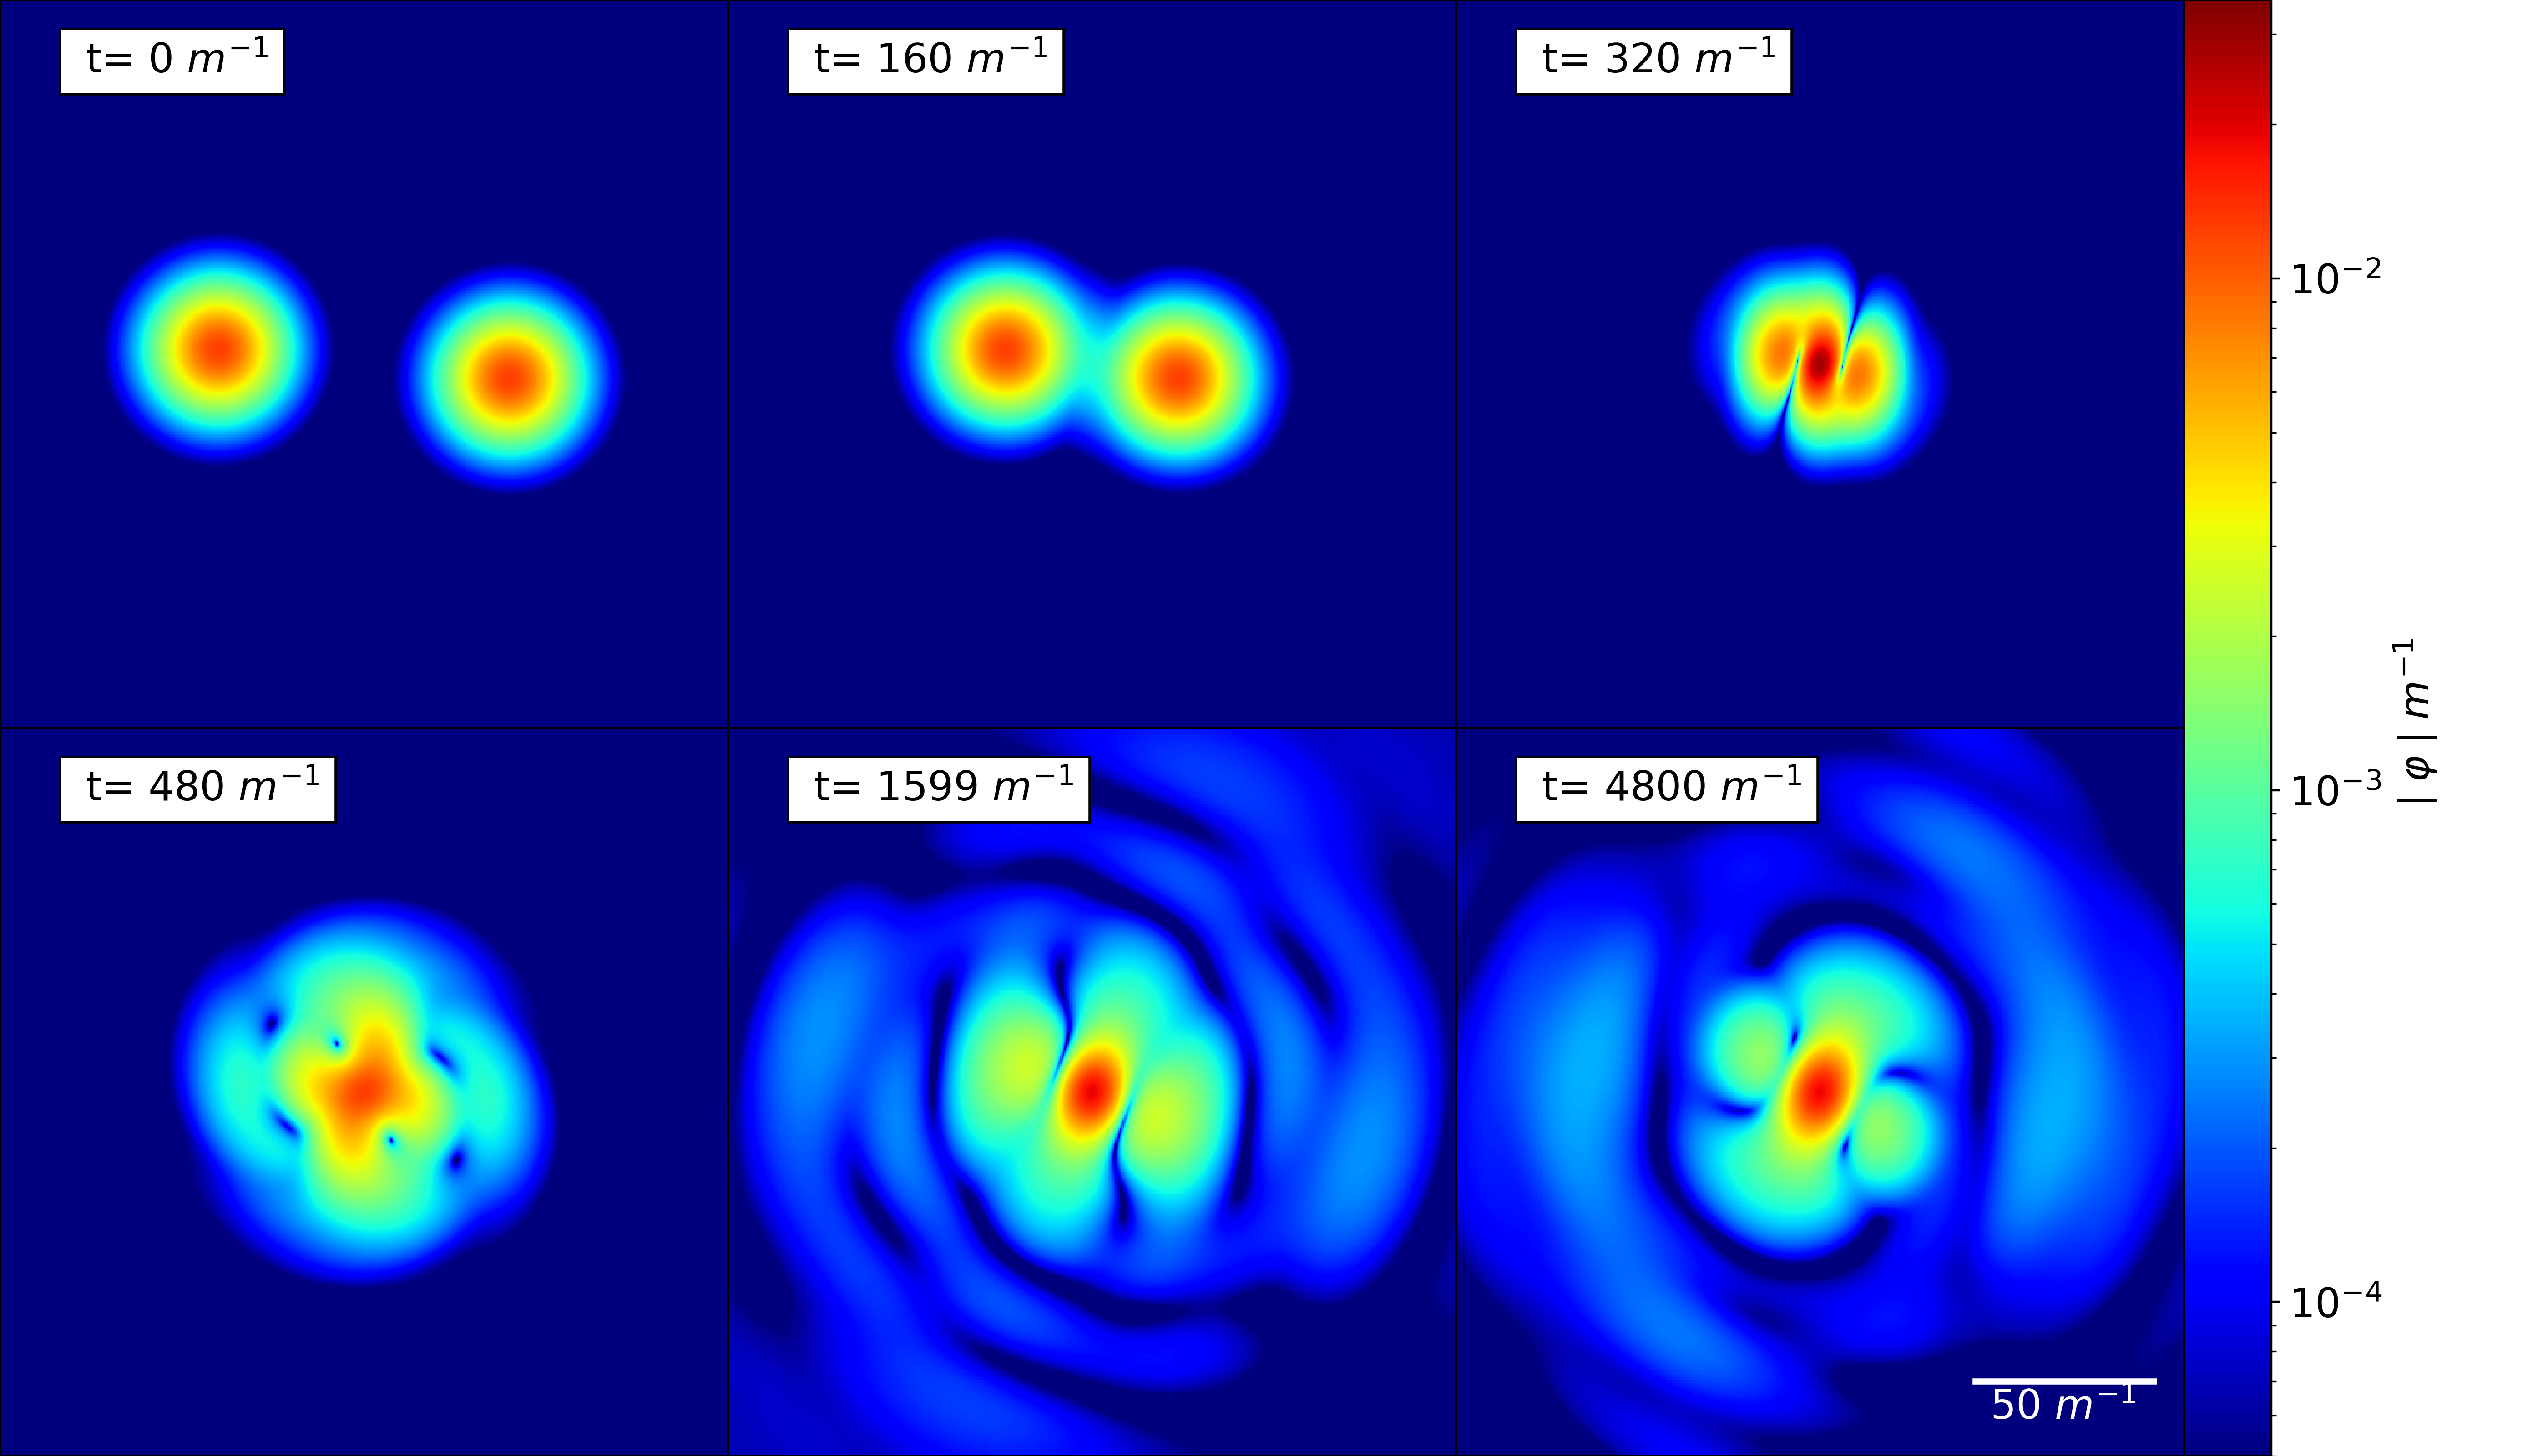 t= 0 m⁻¹
t= 160 m⁻¹
t= 320 m⁻¹
t= 480 m⁻¹
t= 1599 m⁻¹
t= 4800 m⁻¹
50 m⁻¹
10⁻²
10⁻³
10⁻⁴
| φ | m⁻¹